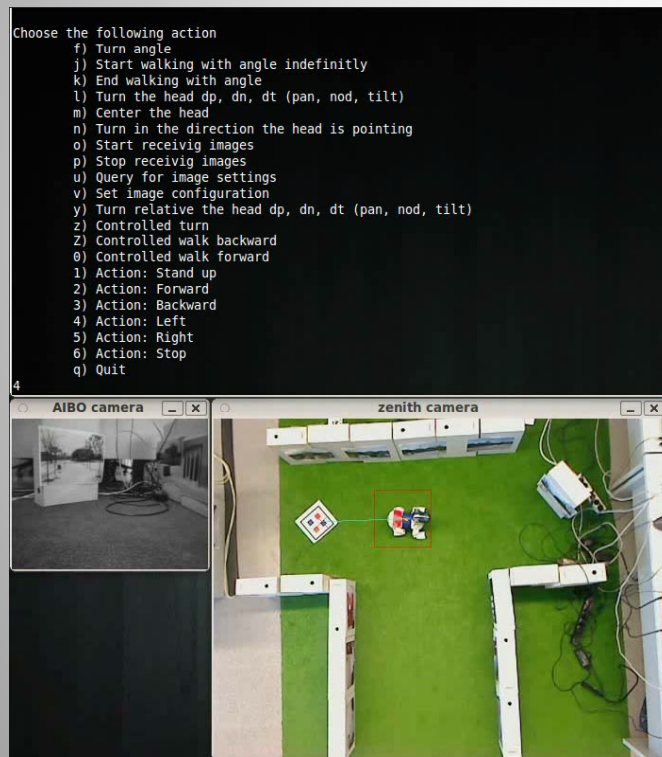 Choose the following action
f) Turn angle
j) Start walking with angle indefinitly
k) End walking with angle
l) Turn the head dp, dn, dt (pan, nod, tilt)
m) Center the head
n) Turn in the direction the head is pointing
o) Start receivig images
p) Stop receivig images
u) Query for image settings
v) Set image configuration
y) Turn relative the head dp, dn, dt (pan, nod, tilt)
z) Controlled turn
Z) Controlled walk backward
0) Controlled walk forward
1) Action: Stand up
2) Action: Forward
3) Action: Backward
4) Action: Left
5) Action: Right
6) Action: Stop
q) Quit
4
AIBO camera
zenith camera